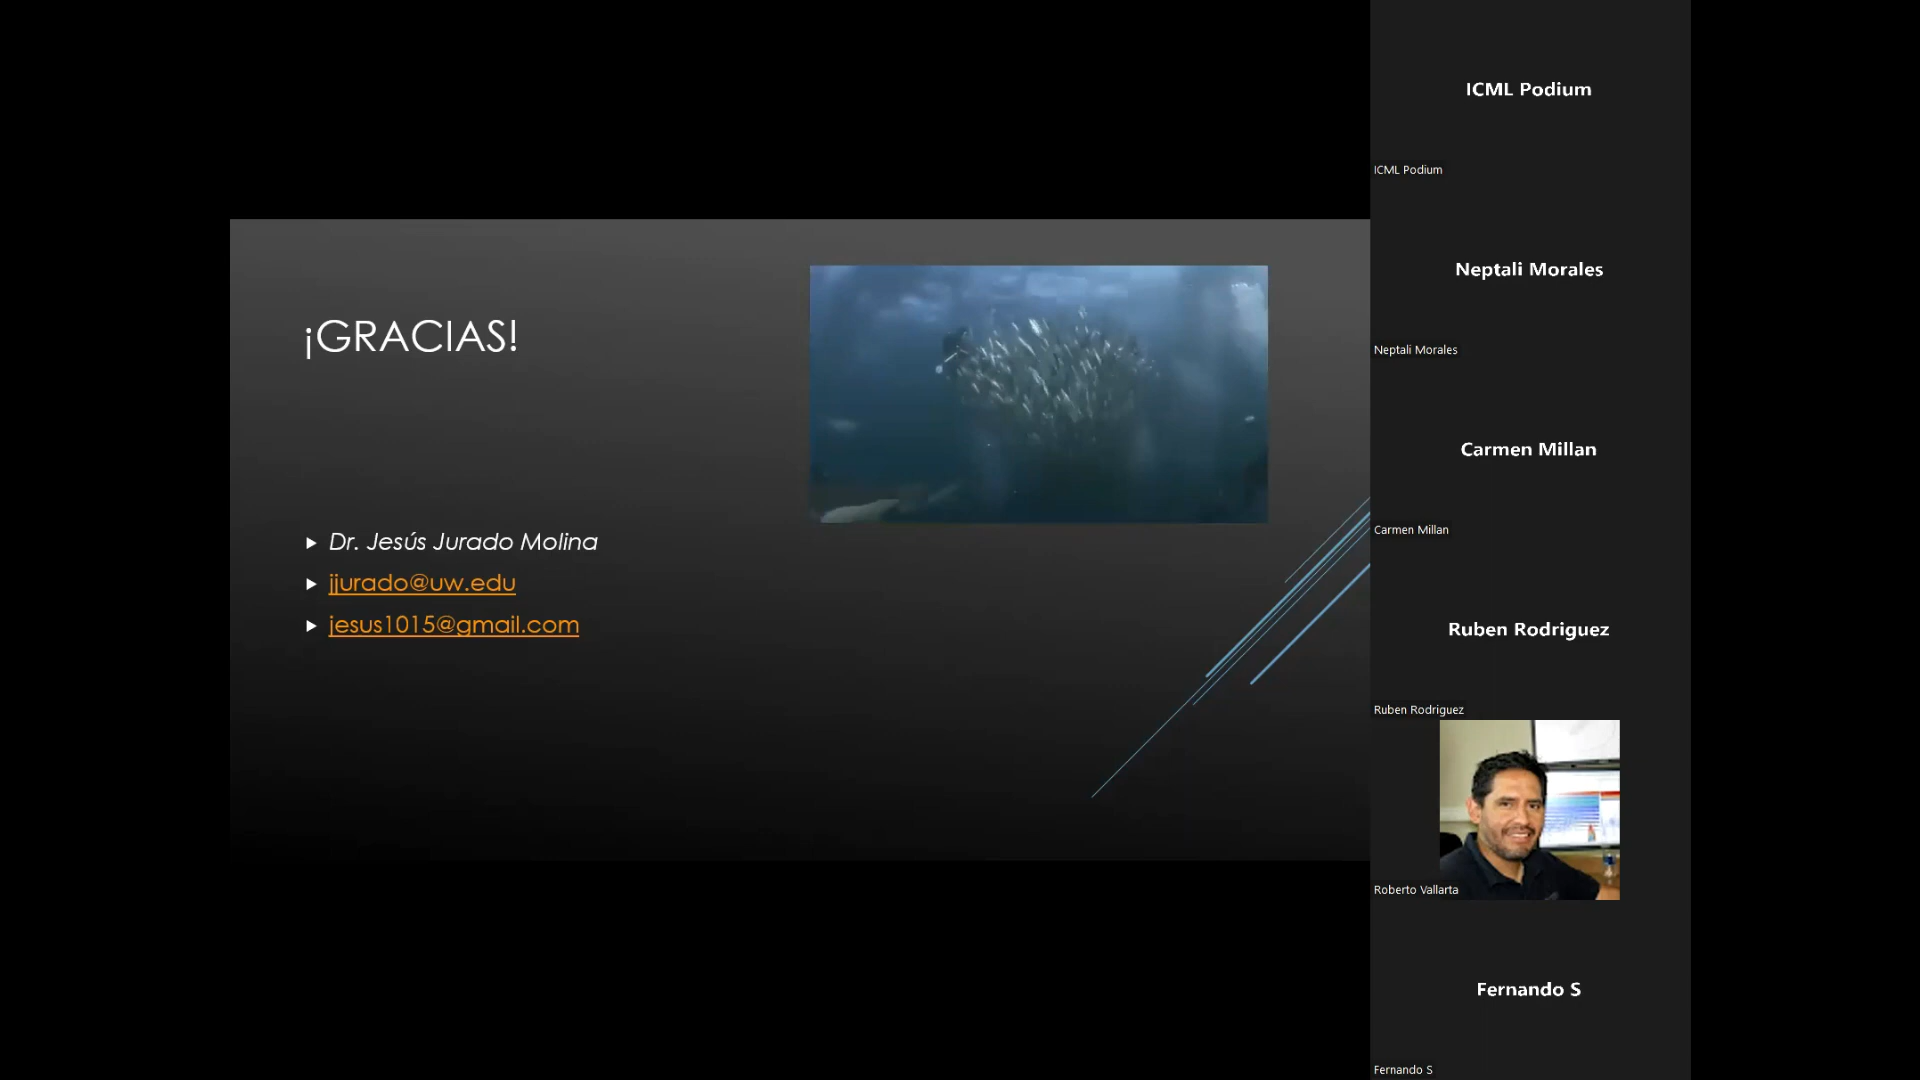 ¡GRACIAS!
Dr. Jesús Jurado Molina
jjurado@uw.edu
jesus1015@gmail.com
ICML Podium
ICML Podium
Neptali Morales
Neptali Morales
Carmen Millan
Carmen Millan
Ruben Rodriguez
Ruben Rodriguez
Roberto Vallarta
Fernando S
Fernando S